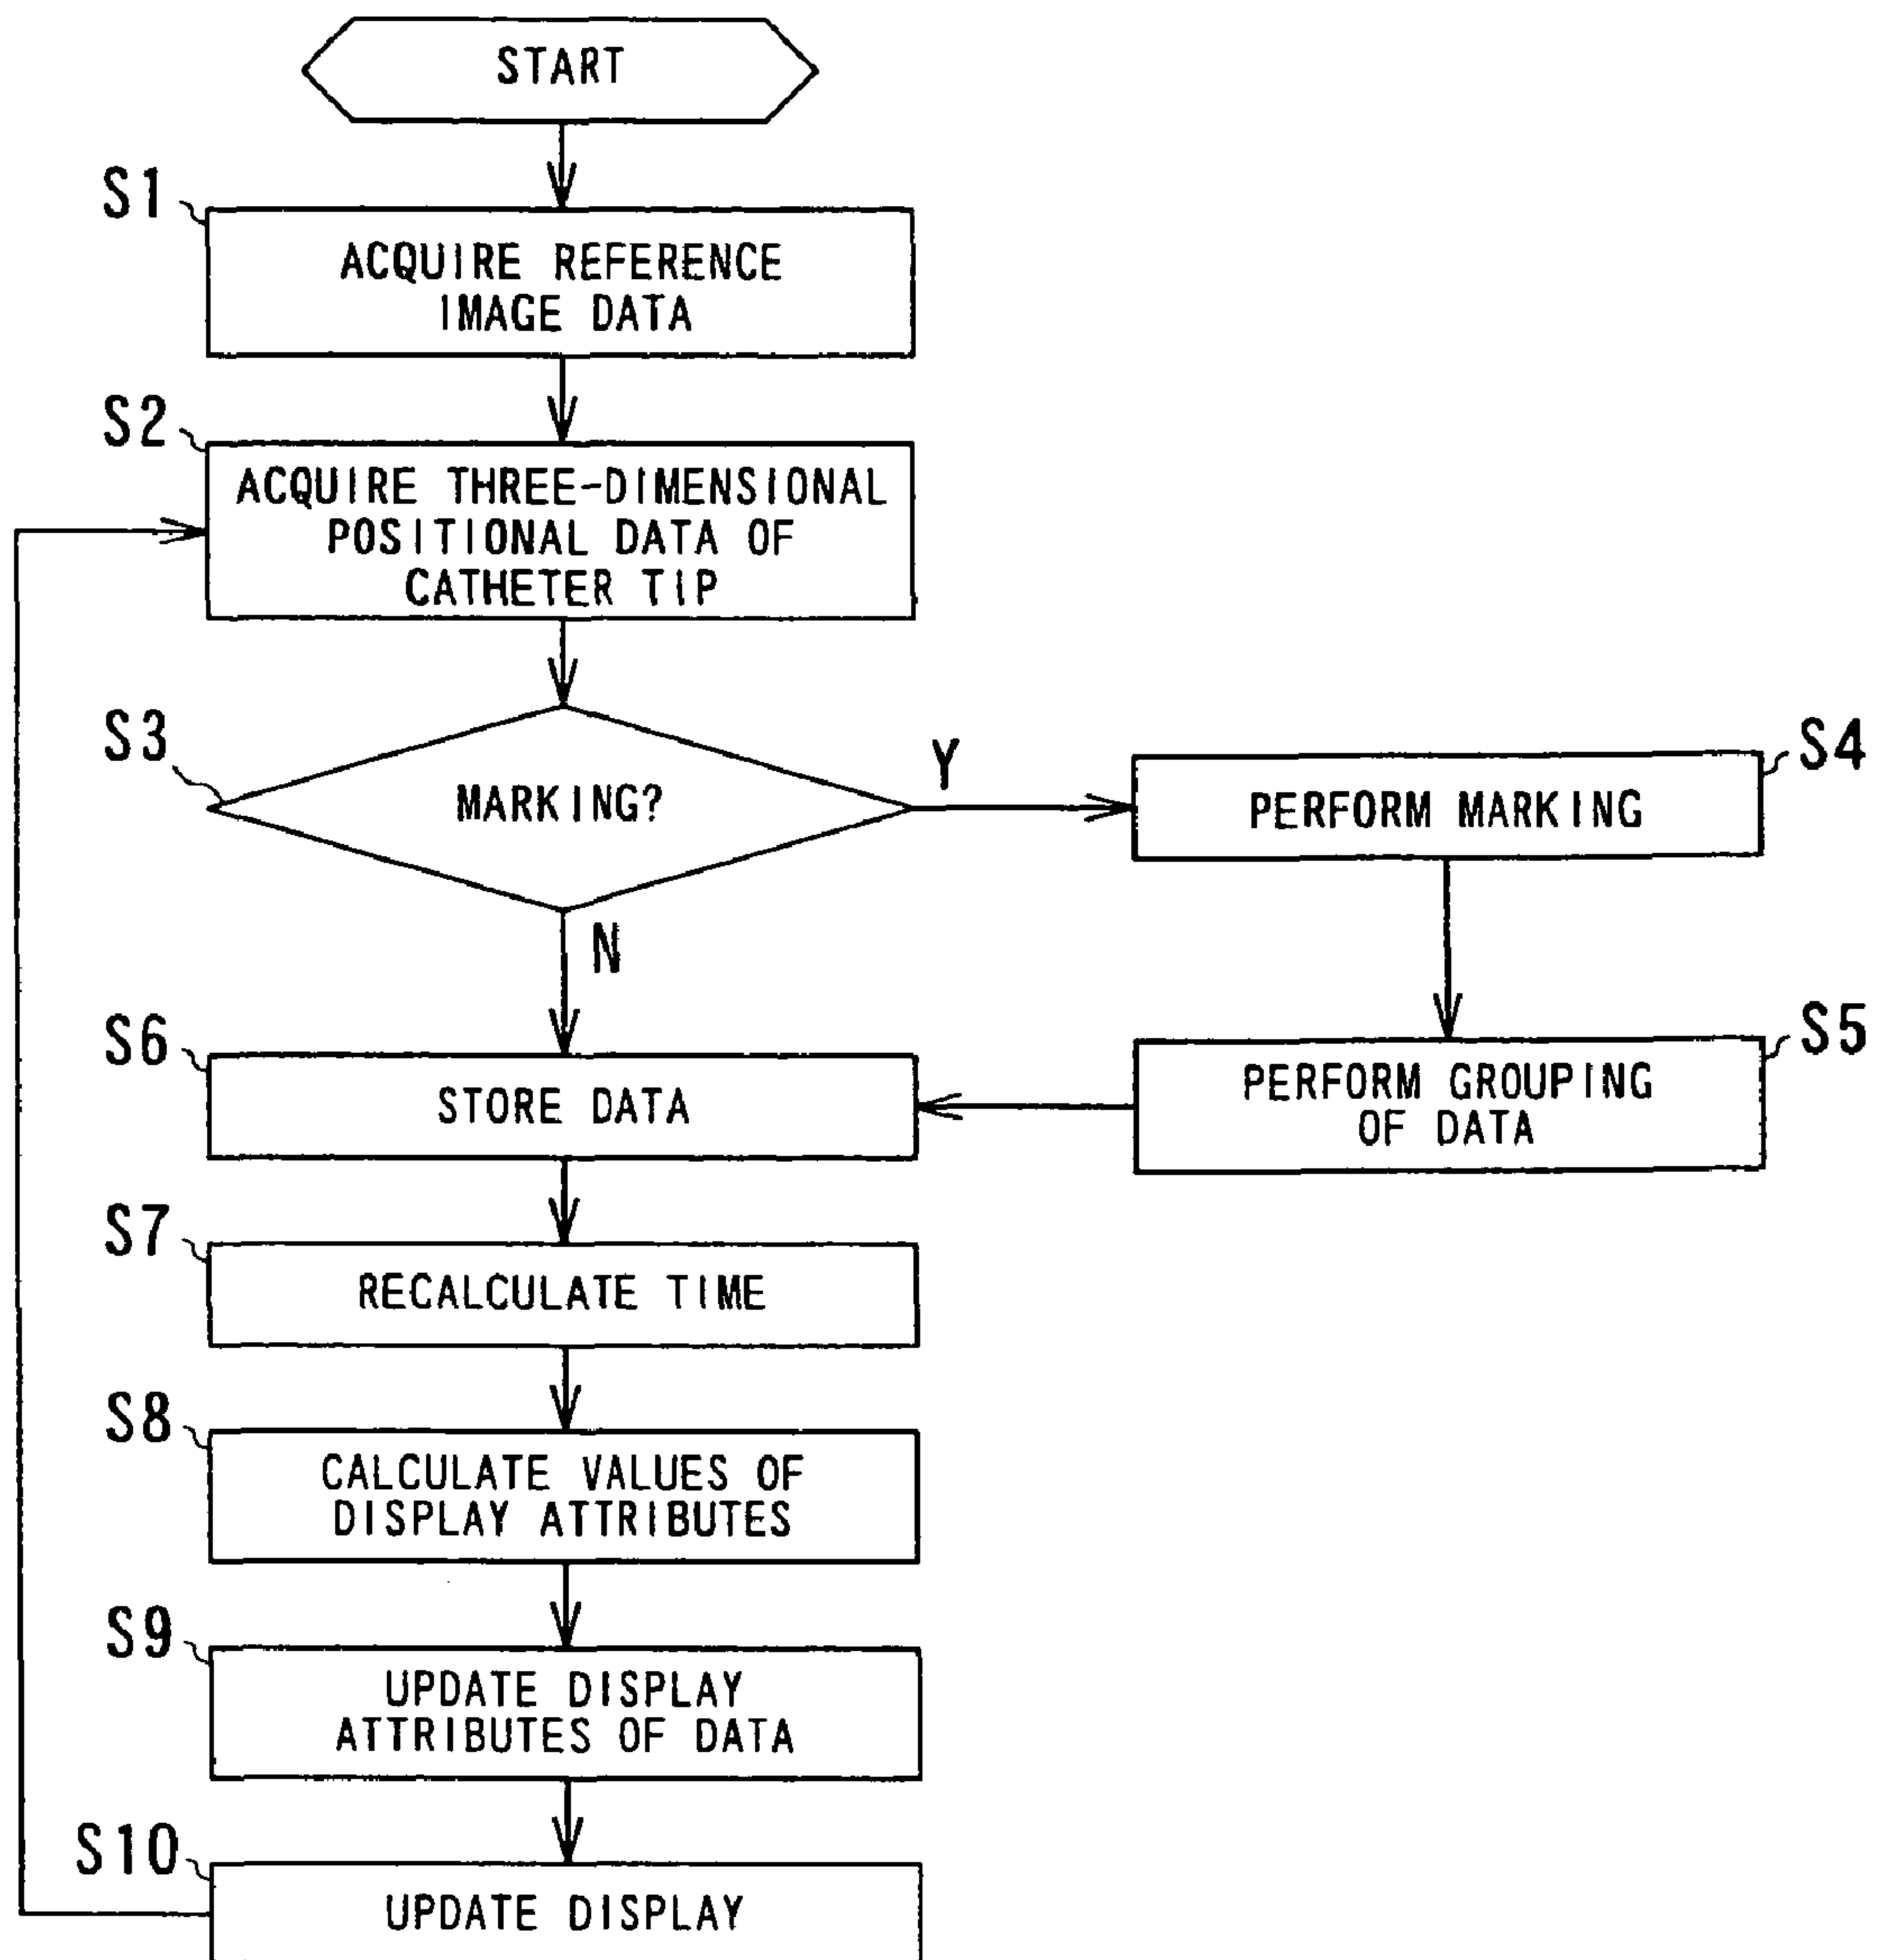 START
S1
ACQUIRE REFERENCE
IMAGE DATA
S2
ACQUIRE THREE-DIMENSIONAL
POSITIONAL DATA OF
CATHETER TIP
S3
MARKING?
Y
S4
PERFORM MARKING
N
S5
PERFORM GROUPING
OF DATA
S6
STORE DATA
S7
RECALCULATE TIME
S8
CALCULATE VALUES OF
DISPLAY ATTRIBUTES
S9
UPDATE DISPLAY
ATTRIBUTES OF DATA
S10
UPDATE DISPLAY